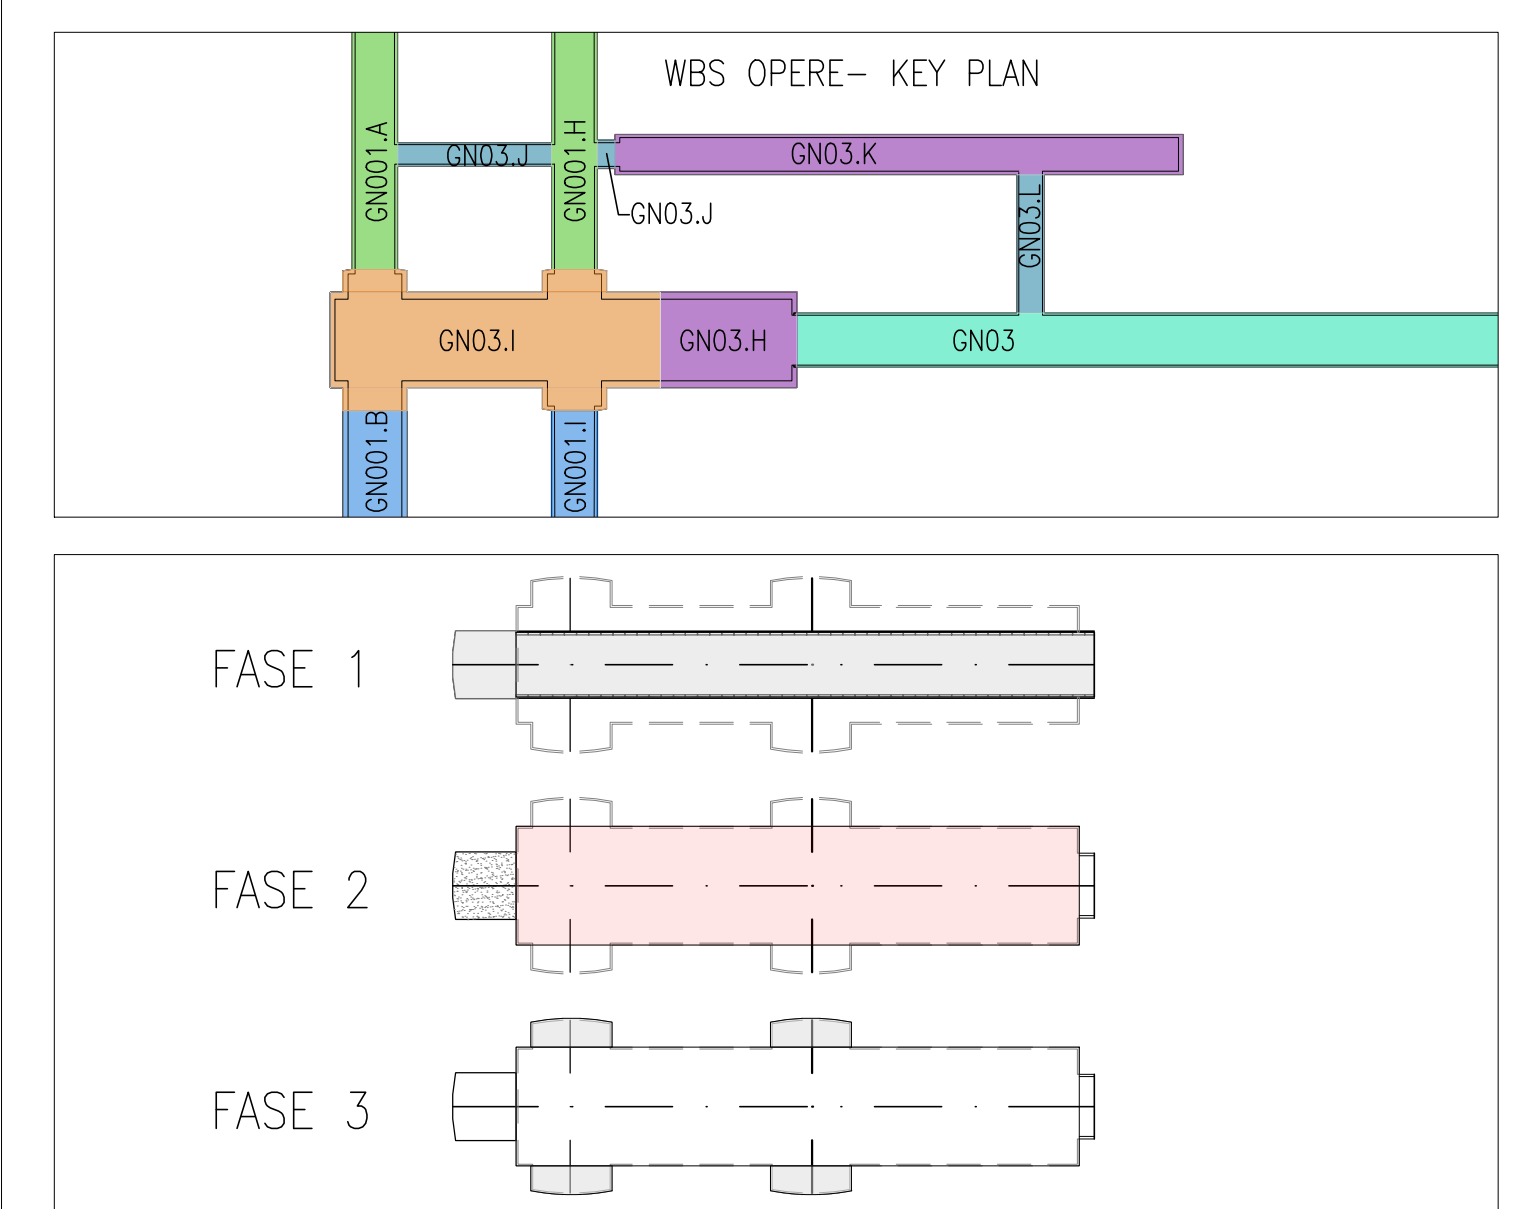 WBS OPERE- KEY PLAN
GN001.A
GN03.J
GN001.H
GN03.K
GN03.J
GN03.L
GN03.I
GN03.H
GN03
GN001.B
GN001.I
FASE 1
FASE 2
FASE 3